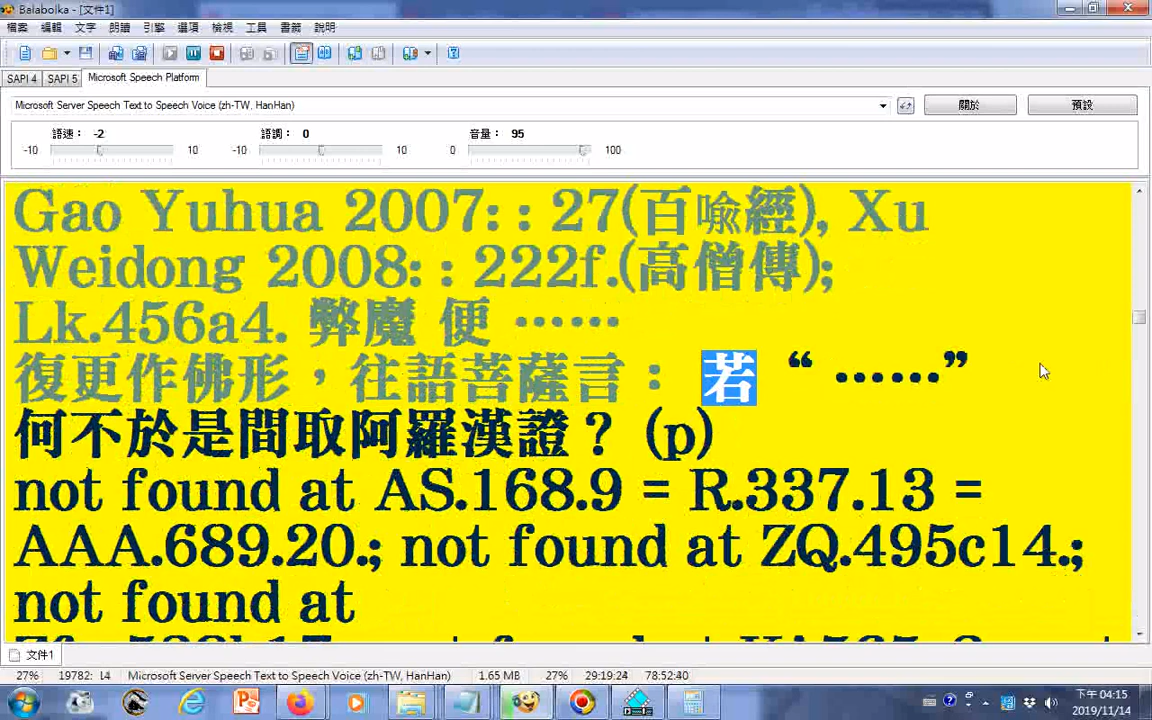 Balabolka - [文件1]
檔案 編輯 文字 朗讀 引擎 選項 檢視 工具 書籤 說明
SAPI 4 SAPI 5 Microsoft Speech Platform
Microsoft Server Speech Text to Speech Voice (zh-TW, HanHan)
關於 預設
語速： -2 語調： 0 音量： 95
-10 10 -10 10 0 100
Gao Yuhua 2007: : 27(百喩經), Xu
Weidong 2008: : 222f.(高僧傳);
Lk.456a4. 弊魔 便 ……
復更作佛形，往語菩薩言： 若 “ ……”
何不於是間取阿羅漢證？ (p)
not found at AS.168.9 = R.337.13 =
AAA.689.20.; not found at ZQ.495c14.;
not found at
文件1
27% 19782: 14 Microsoft Server Speech Text to Speech Voice (zh-TW, HanHan) 1.65 MB 27% 29:19:24 78:52:40
下午 04:15
2019/11/14